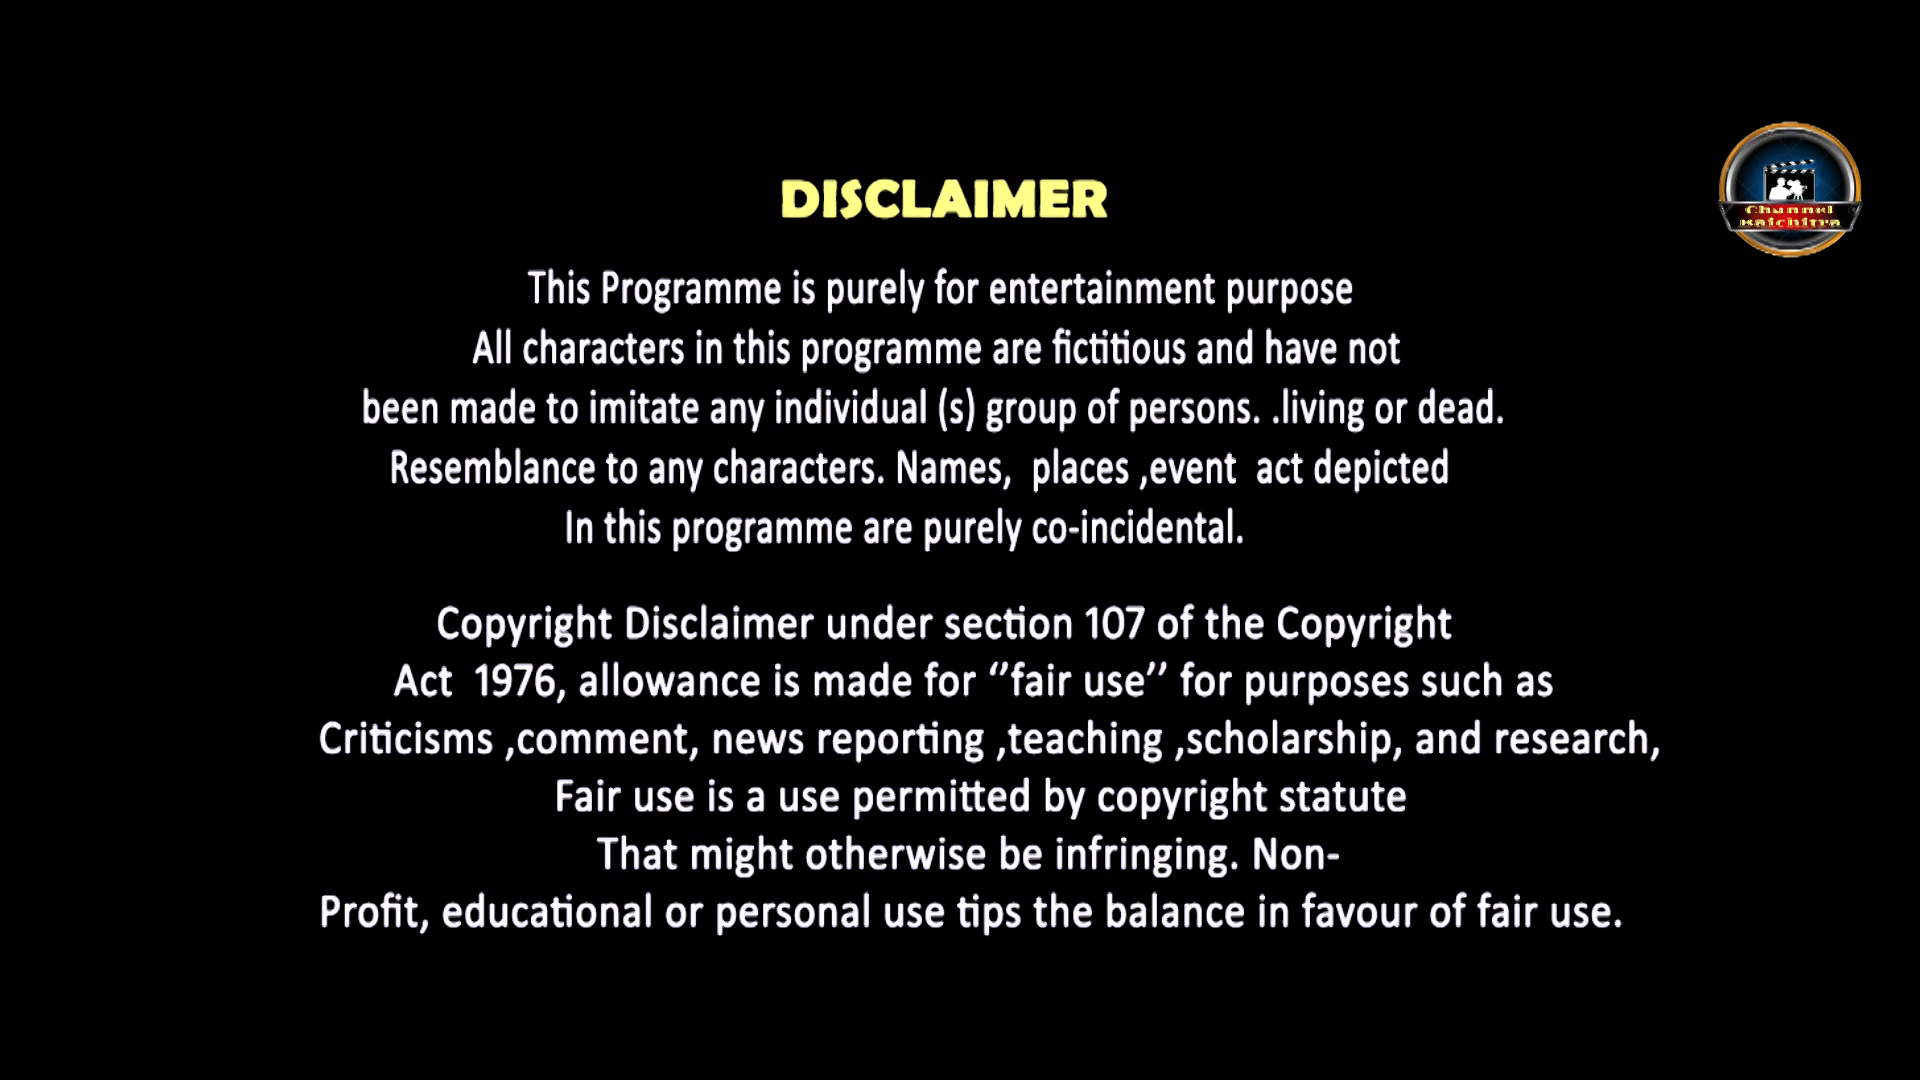 DISCLAIMER
Channel
Kalchitra
This Programme is purely for entertainment purpose
All characters in this programme are fictitious and have not
been made to imitate any individual (s) group of persons. .living or dead.
Resemblance to any characters. Names,  places ,event  act depicted
In this programme are purely co-incidental.
Copyright Disclaimer under section 107 of the Copyright
Act  1976, allowance is made for ‘’fair use’’ for purposes such as
Criticisms ,comment, news reporting ,teaching ,scholarship, and research,
Fair use is a use permitted by copyright statute
That might otherwise be infringing. Non-
Profit, educational or personal use tips the balance in favour of fair use.